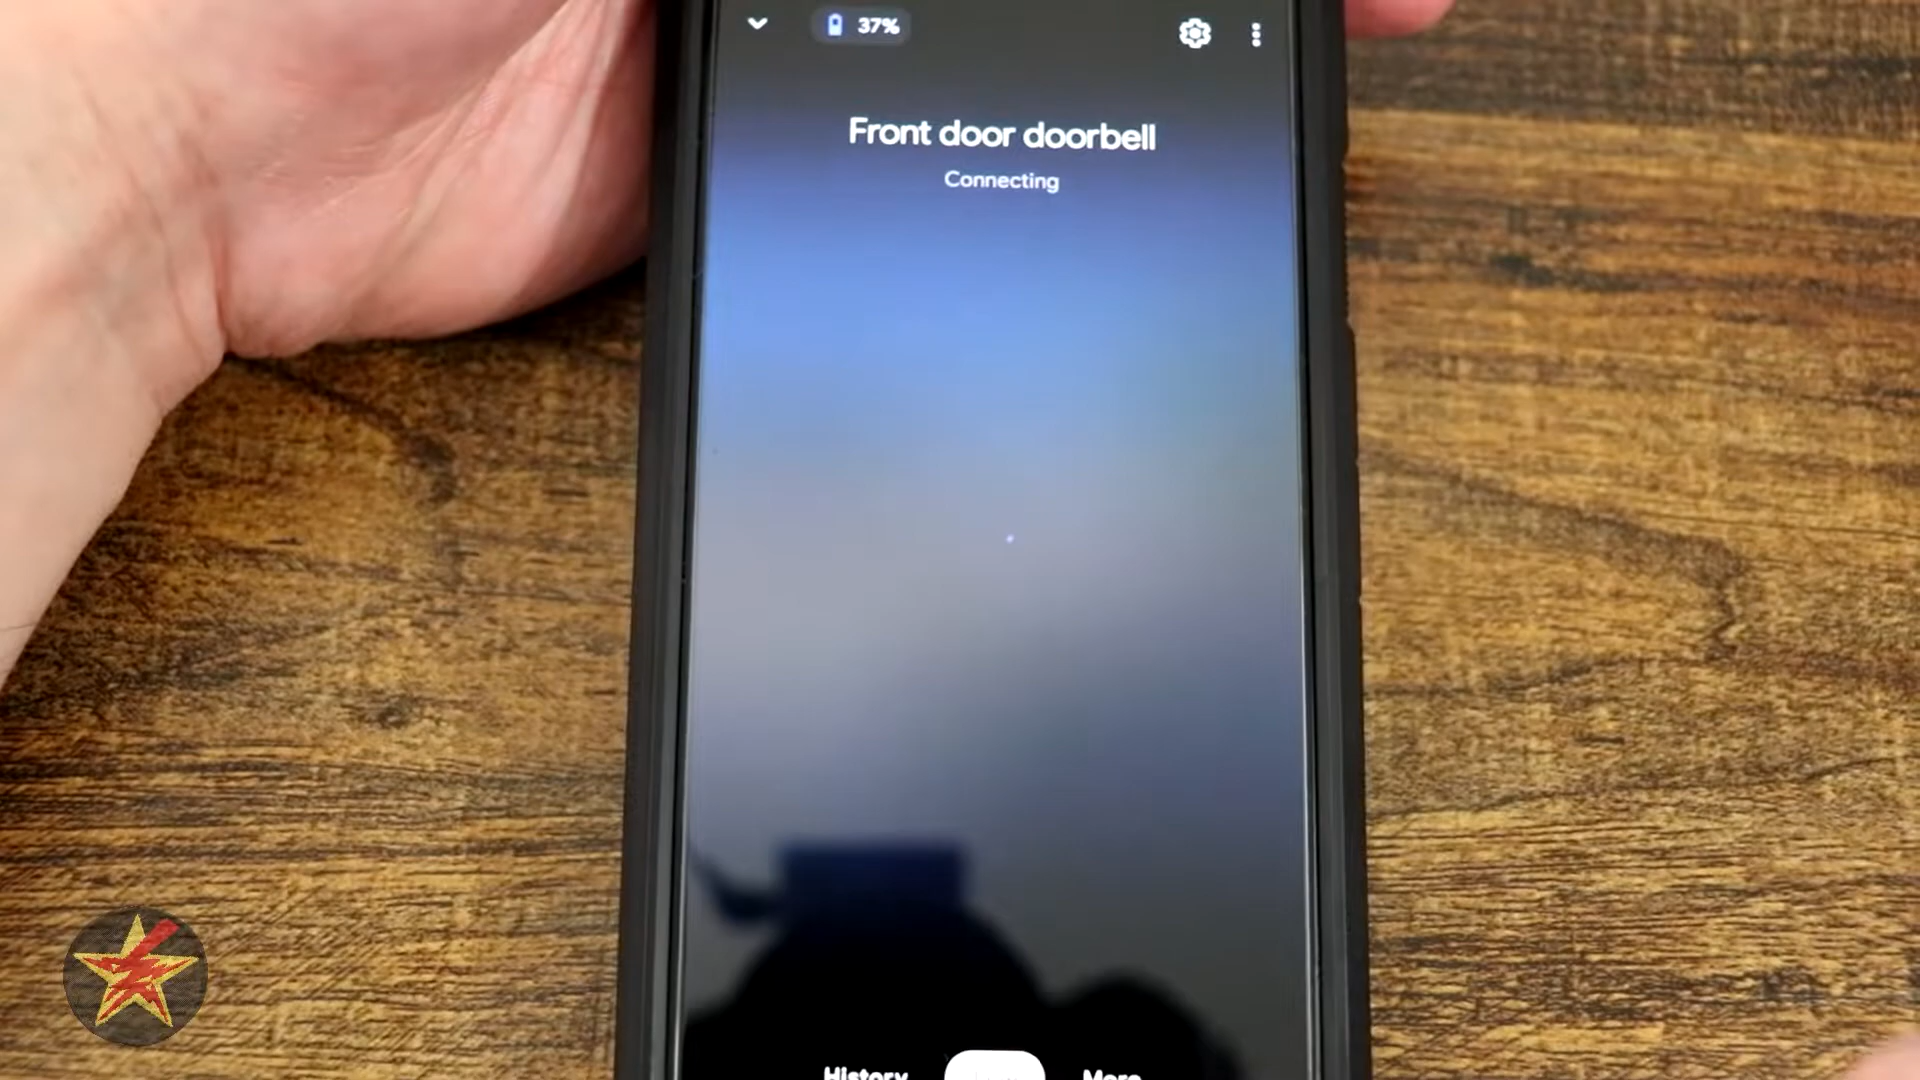 37%
Front door doorbell
Connecting
History
More